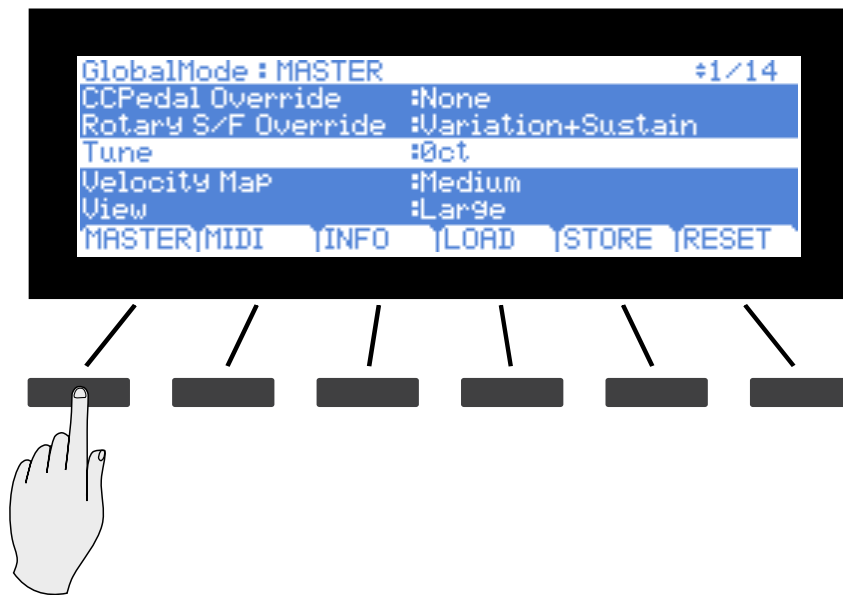 GlobalMode : MASTER 1/14
CCPedal Override :None
Rotary S/F Override :Variation+Sustain
Tune :0ct
Velocity Map :Medium
View :Large
MASTER MIDI INFO LOAD STORE RESET